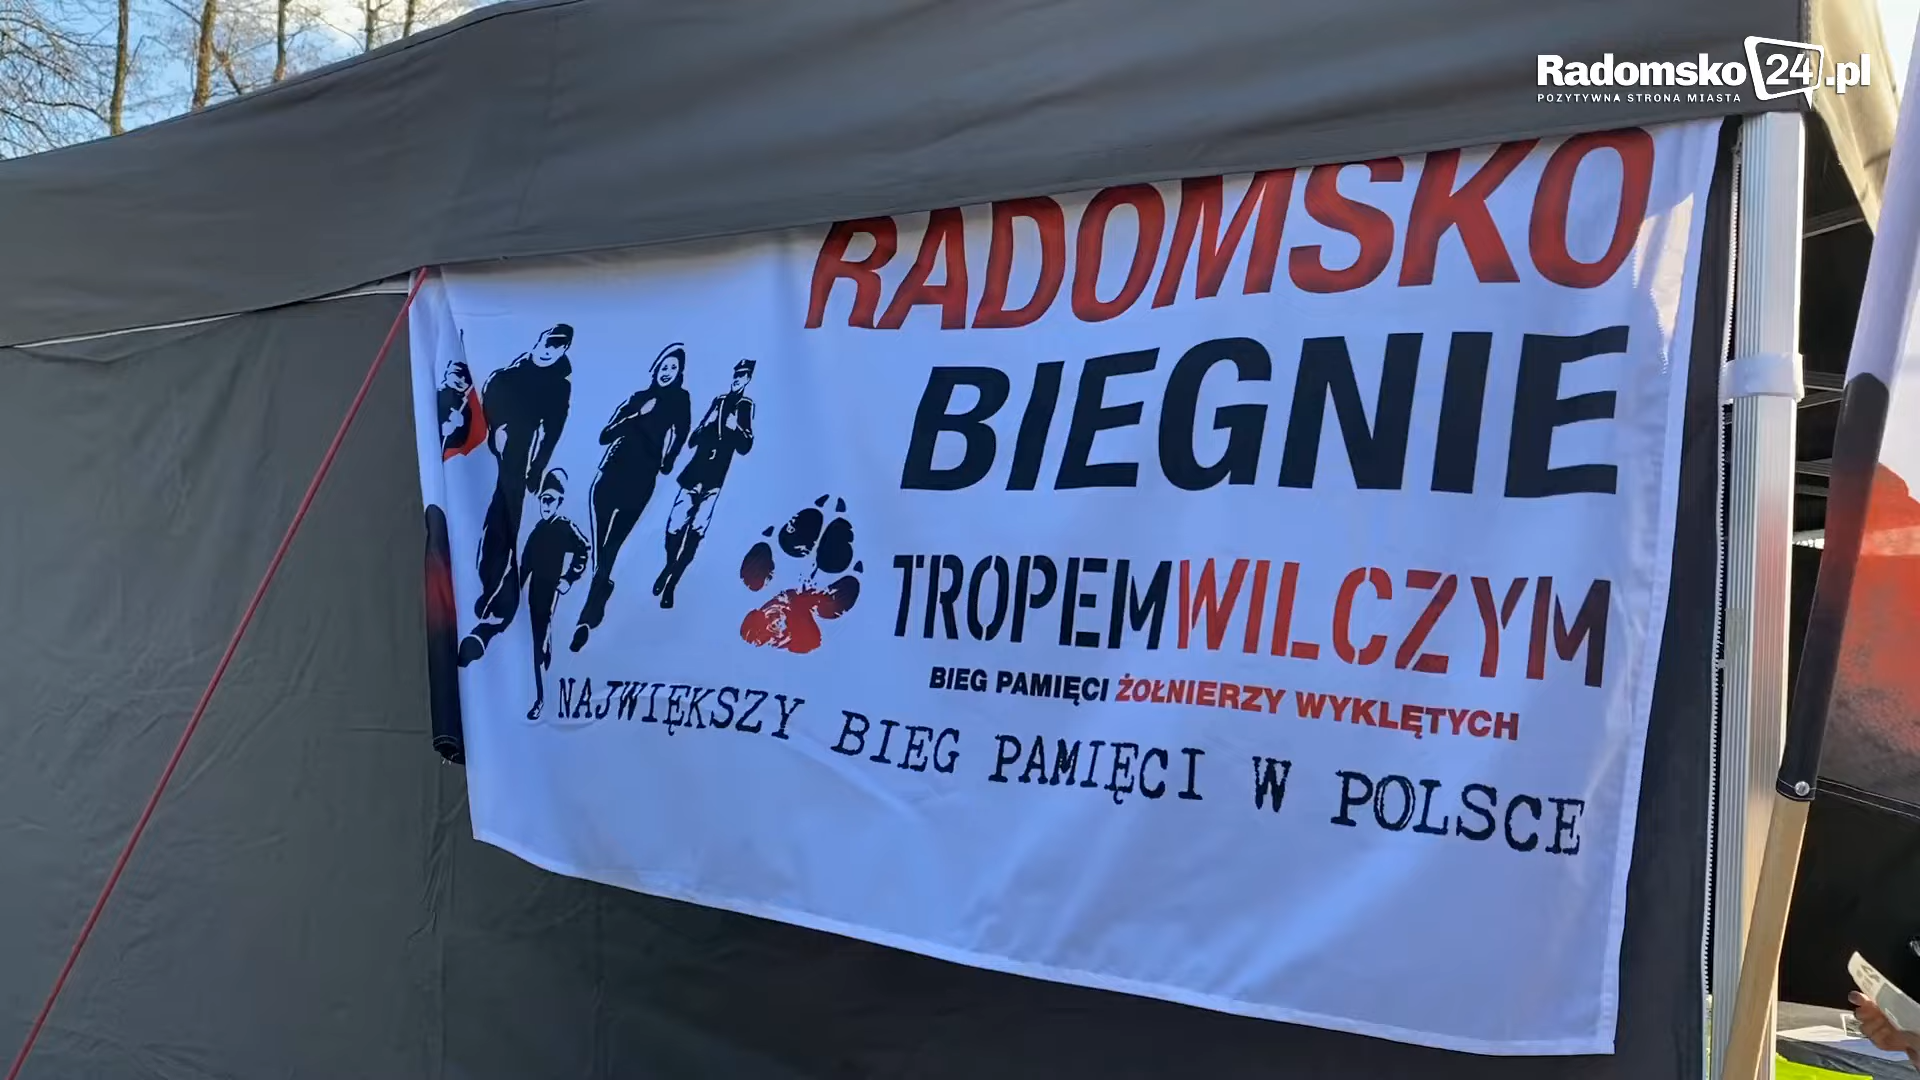 Radomsko24.pl
POZYTYWNA STRONA MIASTA
RADOMSKO
BIEGNIE
TROPEMWILCZYM
BIEG PAMIĘCI ŻOŁNIERZY WYKLĘTYCH
NAJWIĘKSZY BIEG PAMIĘCI W POLSCE